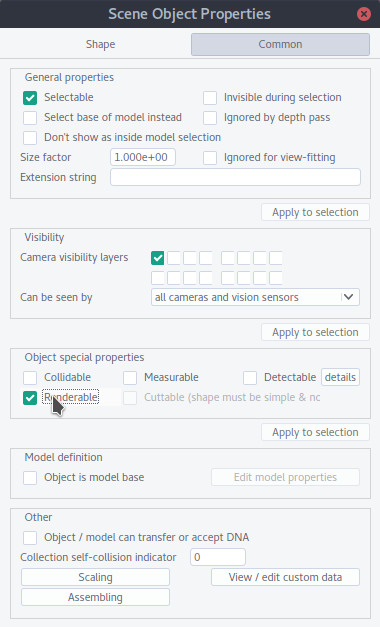 Scene Object Properties
Shape Common
General properties
Selectable Invisible during selection
Select base of model instead Ignored by depth pass
Don't show as inside model selection
Size factor 1.000e+00 Ignored for view-fitting
Extension string
Apply to selection
Visibility
Camera visibility layers
Can be seen by all cameras and vision sensors
Apply to selection
Object special properties
Collidable Measurable Detectable details
Renderable Cuttable (shape must be simple & nc
Apply to selection
Model definition
Object is model base Edit model properties
Other
Object / model can transfer or accept DNA
Collection self-collision indicator 0
Scaling View / edit custom data
Assembling